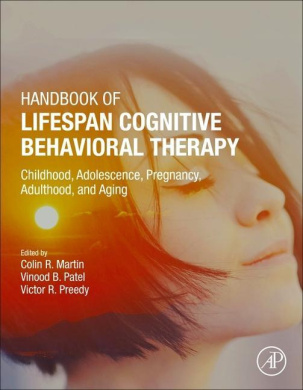 HANDBOOK OF
LIFESPAN COGNITIVE
BEHAVIORAL THERAPY
Childhood, Adolescence, Pregnancy,
Adulthood, and Aging
Edited by
Colin R. Martin
Vinood B. Patel
Victor R. Preedy
AP